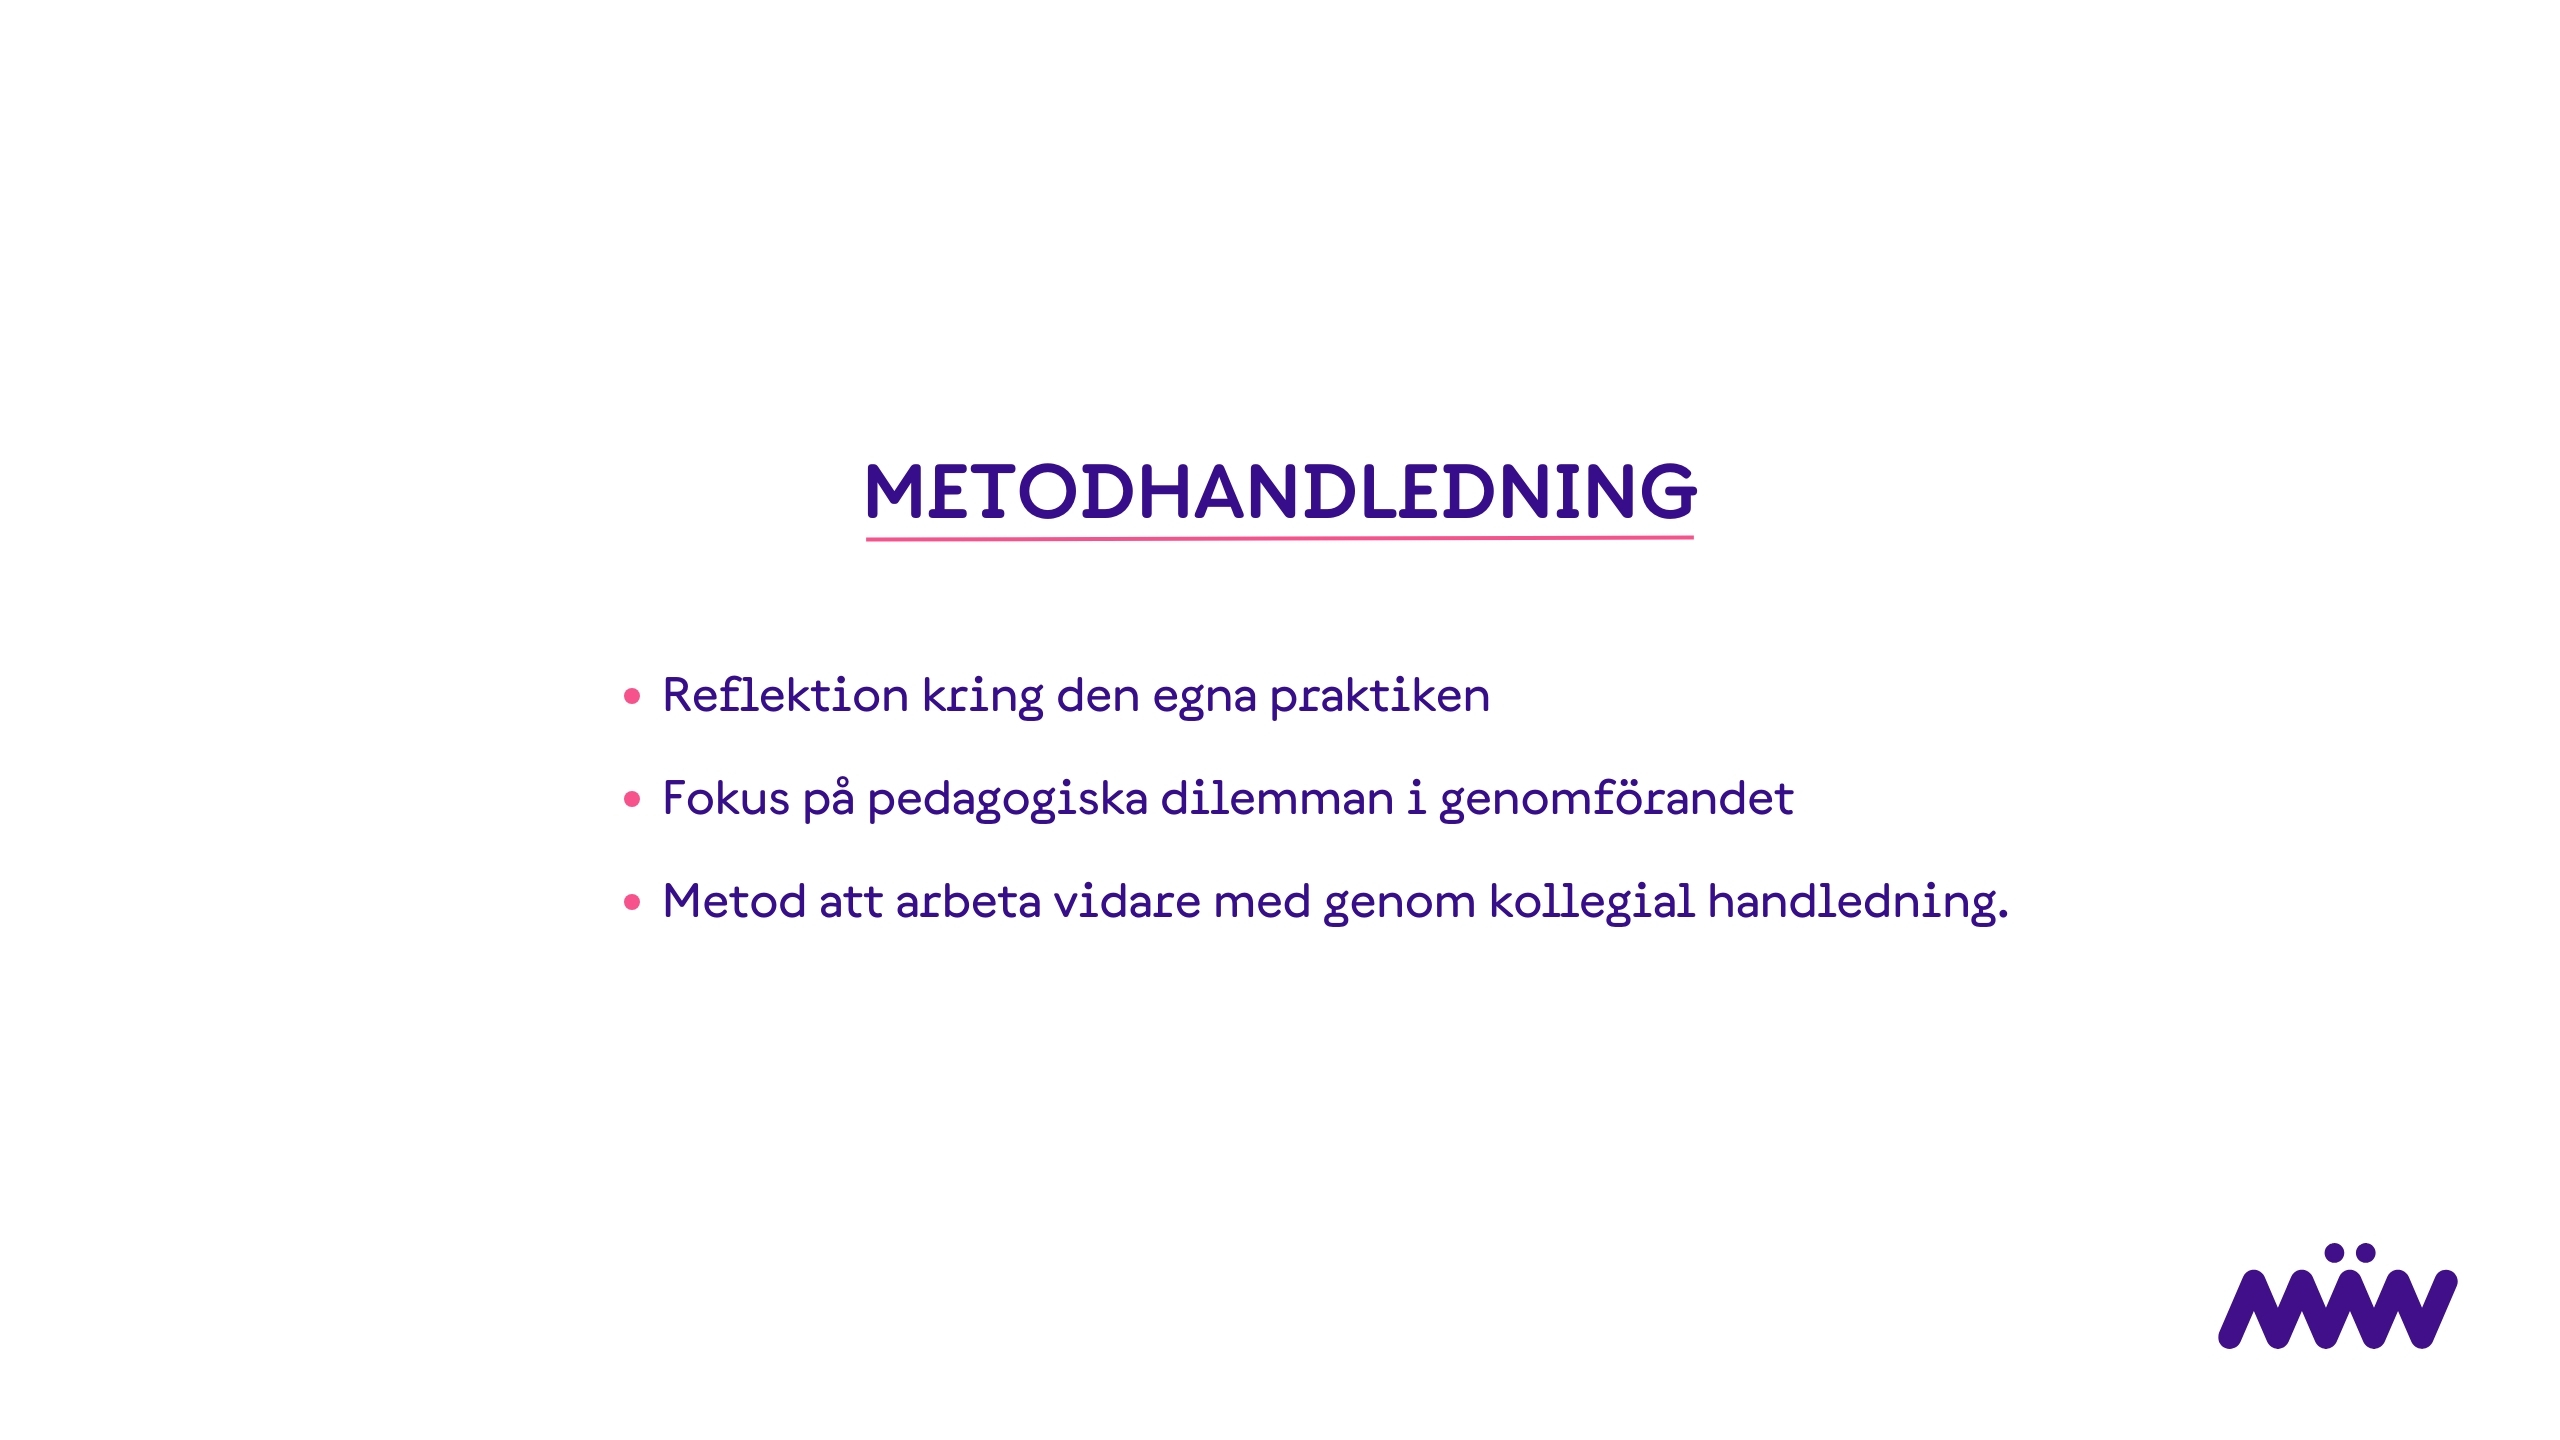 METODHANDLEDNING
• Reflektion kring den egna praktiken
• Fokus på pedagogiska dilemman i genomförandet
• Metod att arbeta vidare med genom kollegial handledning.
MÄN